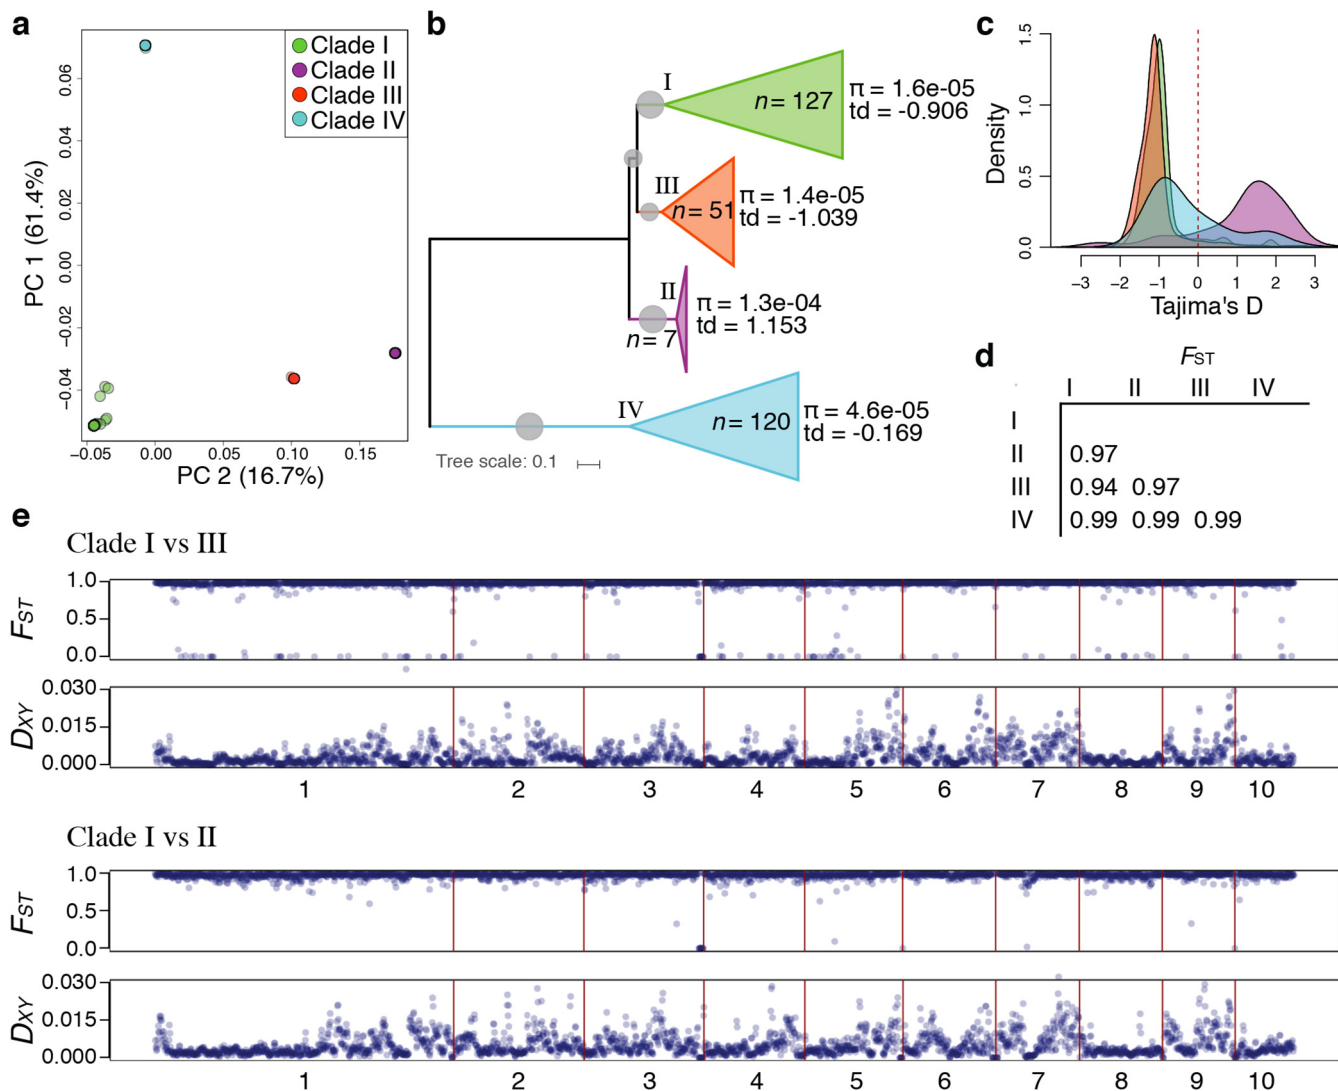 a
PC 1 (61.4%)
0.06
0.04
0.02
0.00
−0.02
−0.04
−0.05
0.00
0.05
0.10
0.15
PC 2 (16.7%)
Clade I
Clade II
Clade III
Clade IV
b
I
n= 127
π = 1.6e-05
td = -0.906
III
n= 51
π = 1.4e-05
td = -1.039
II
n= 7
π = 1.3e-04
td = 1.153
IV
n= 120
π = 4.6e-05
td = -0.169
Tree scale: 0.1
c
Density
1.5
1.0
0.5
0.0
−3 −2 −1 0 1 2 3
Tajima's D
d
FST
I II III IV
I
II 0.97
III 0.94 0.97
IV 0.99 0.99 0.99
e
Clade I vs III
FST
1.0
0.5
0.0
DXY
0.030
0.015
0.000
1 2 3 4 5 6 7 8 9 10
Clade I vs II
FST
1.0
0.5
0.0
DXY
0.030
0.015
0.000
1 2 3 4 5 6 7 8 9 10